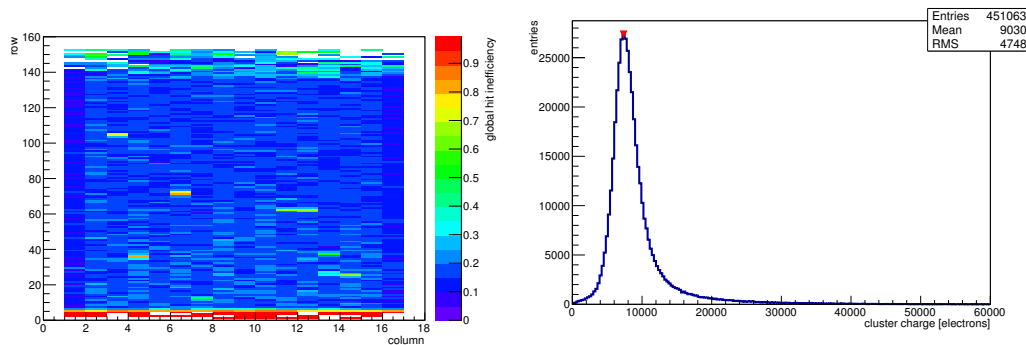 row
160
140
120
100
80
60
40
20
0
0 2 4 6 8 10 12 14 16 18
column
0.9
0.8
0.7
0.6
0.5
0.4
0.3
0.2
0.1
0
global hit inefficiency
entries
25000
20000
15000
10000
5000
0
0 10000 20000 30000 40000 50000 60000
cluster charge [electrons]
Entries 451063
Mean 9030
RMS 4748